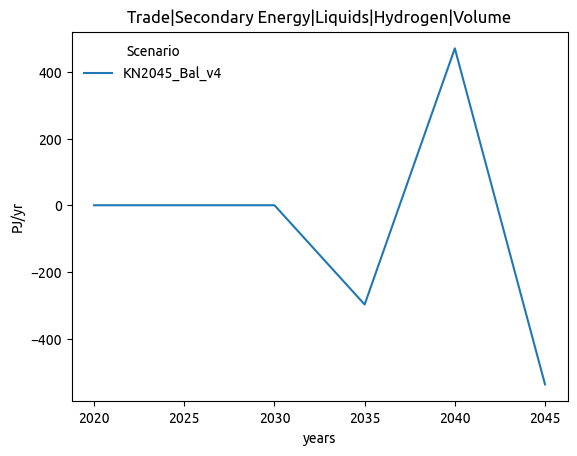 Trade|Secondary Energy|Liquids|Hydrogen|Volume
Scenario
KN2045_Bal_v4
400
200
0
−200
−400
PJ/yr
2020 2025 2030 2035 2040 2045
years